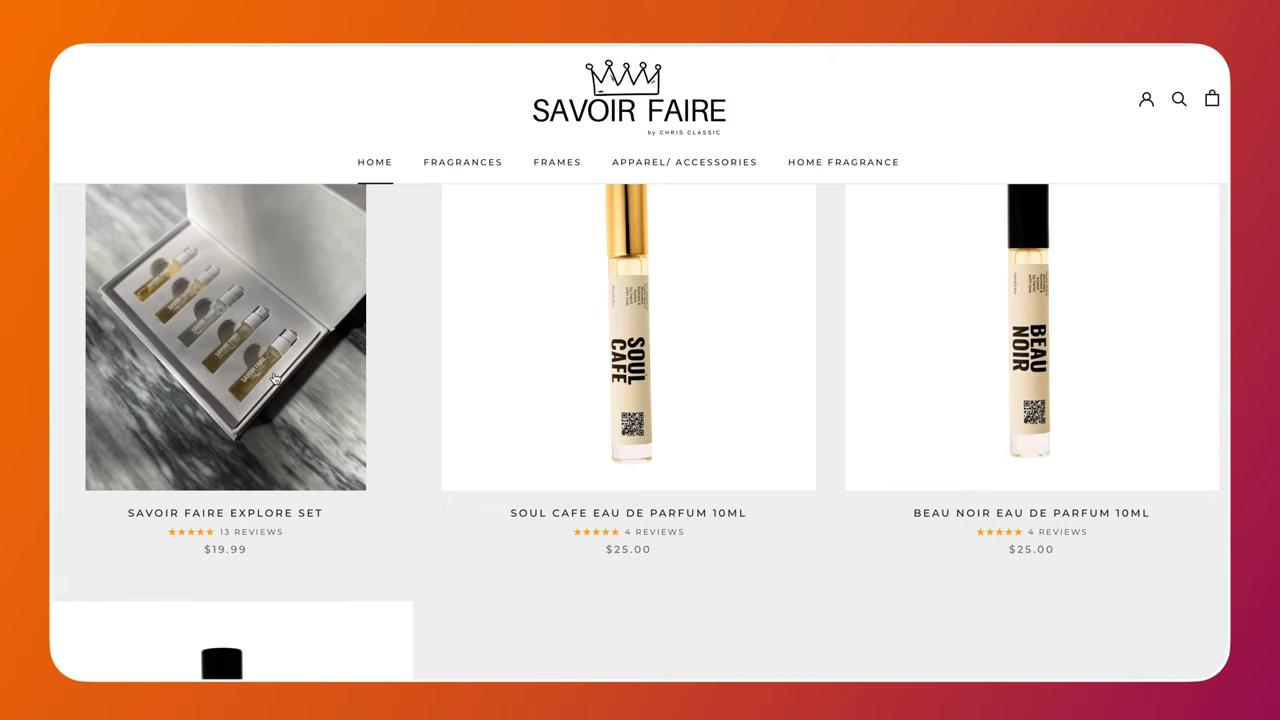 SAVOIR FAIRE
by CHRIS CLASSIC
HOME
FRAGRANCES
FRAMES
APPAREL/ ACCESSORIES
HOME FRAGRANCE
SOUL
CAFE
BEAU
NOIR
SAVOIR FAIRE EXPLORE SET
★★★★★ 13 REVIEWS
$19.99
SOUL CAFE EAU DE PARFUM 10ML
★★★★★ 4 REVIEWS
$25.00
BEAU NOIR EAU DE PARFUM 10ML
★★★★★ 4 REVIEWS
$25.00